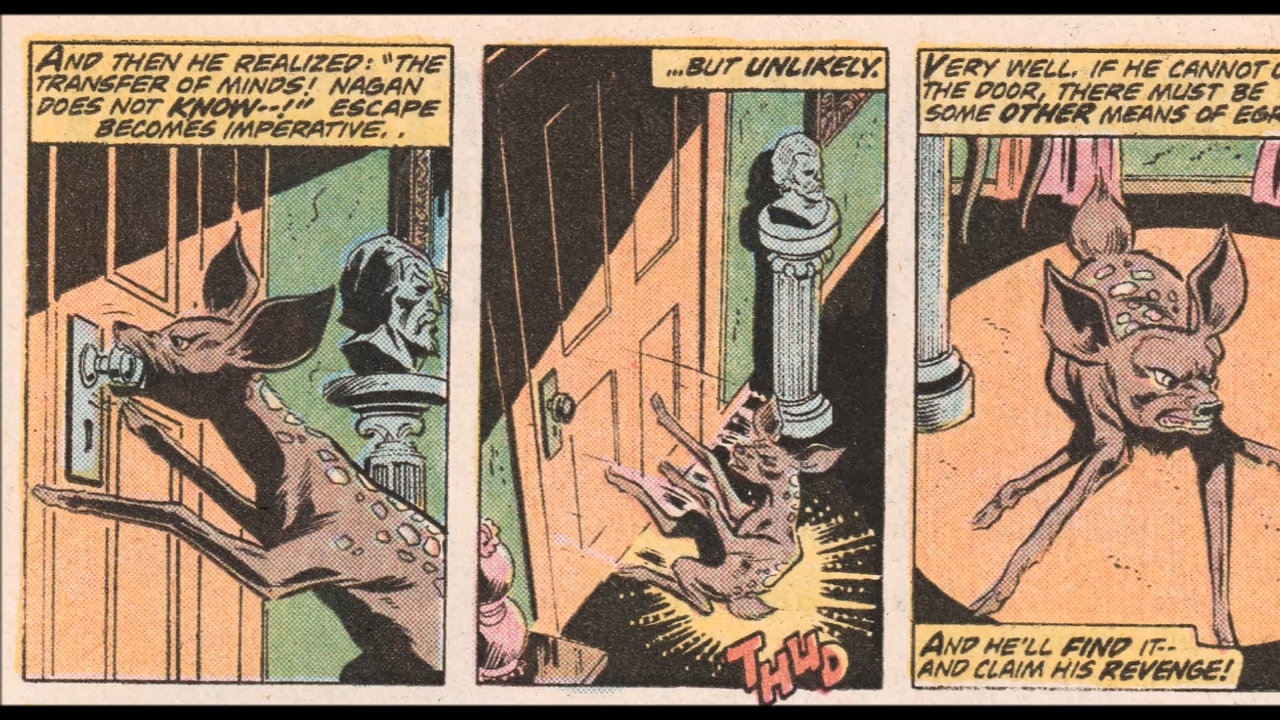 AND THEN HE REALIZED: "THE
TRANSFER OF MINDS! NAGAN
DOES NOT KNOW--!" ESCAPE
BECOMES IMPERATIVE. .
...BUT UNLIKELY.
THUD
VERY WELL. IF HE CANNOT
THE DOOR, THERE MUST BE
SOME OTHER MEANS OF
AND HE'LL FIND IT--
AND CLAIM HIS REVENGE!